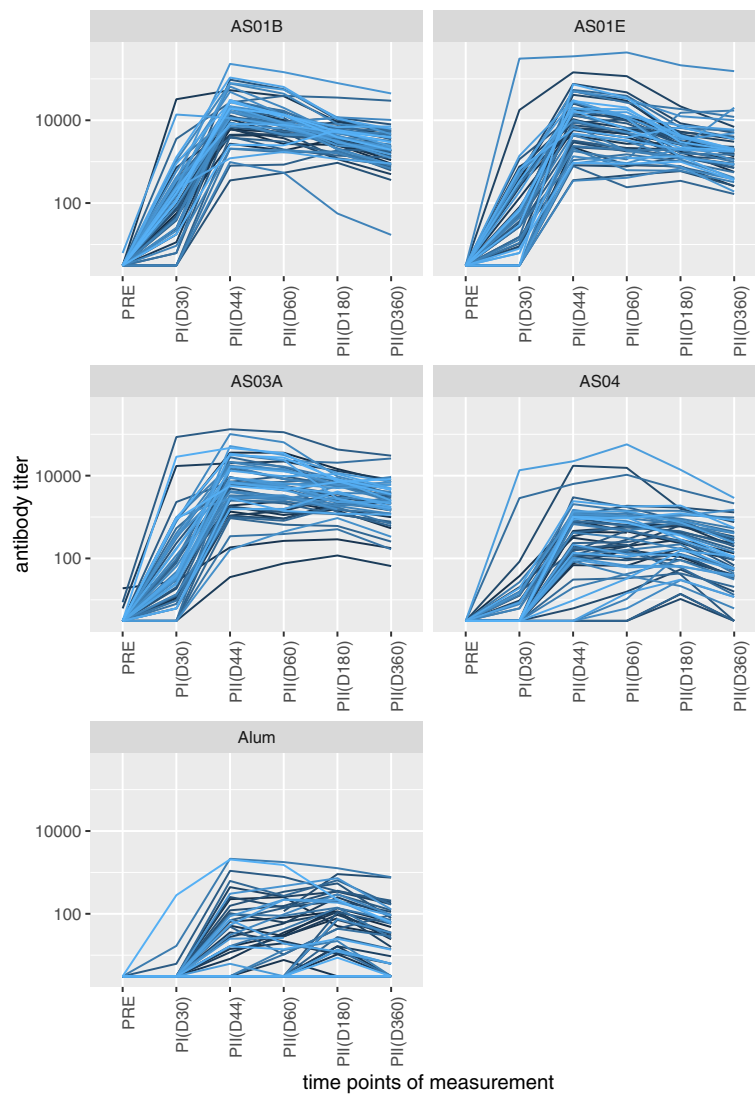 AS01B
AS01E
10000
100
PRE
PI(D30)
PII(D44)
PII(D60)
PII(D180)
PII(D360)
PRE
PI(D30)
PII(D44)
PII(D60)
PII(D180)
PII(D360)
AS03A
AS04
antibody titer
10000
100
PRE
PI(D30)
PII(D44)
PII(D60)
PII(D180)
PII(D360)
PRE
PI(D30)
PII(D44)
PII(D60)
PII(D180)
PII(D360)
Alum
10000
100
PRE
PI(D30)
PII(D44)
PII(D60)
PII(D180)
PII(D360)
time points of measurement